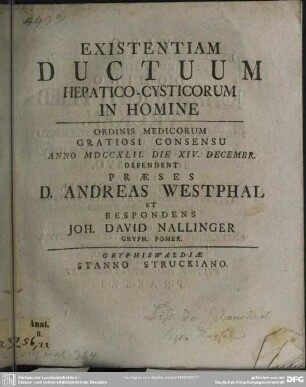 EXISTENTIAM
DUCTUUM
HEPATICO-CYSTICORUM
IN HOMINE
ORDINIS MEDICORUM
GRATIOSI CONSENSU
ANNO MDCCXLII. DIE XIV. DECEMBR.
DEFENDENT
PRÆSES
D. ANDREAS WESTPHAL
ET
RESPONDENS
JOH. DAVID NALLINGER
GRYPH. POMER.
GRYPHISWALDIÆ
STANNO STRUCKIANO.
Anat.
B.